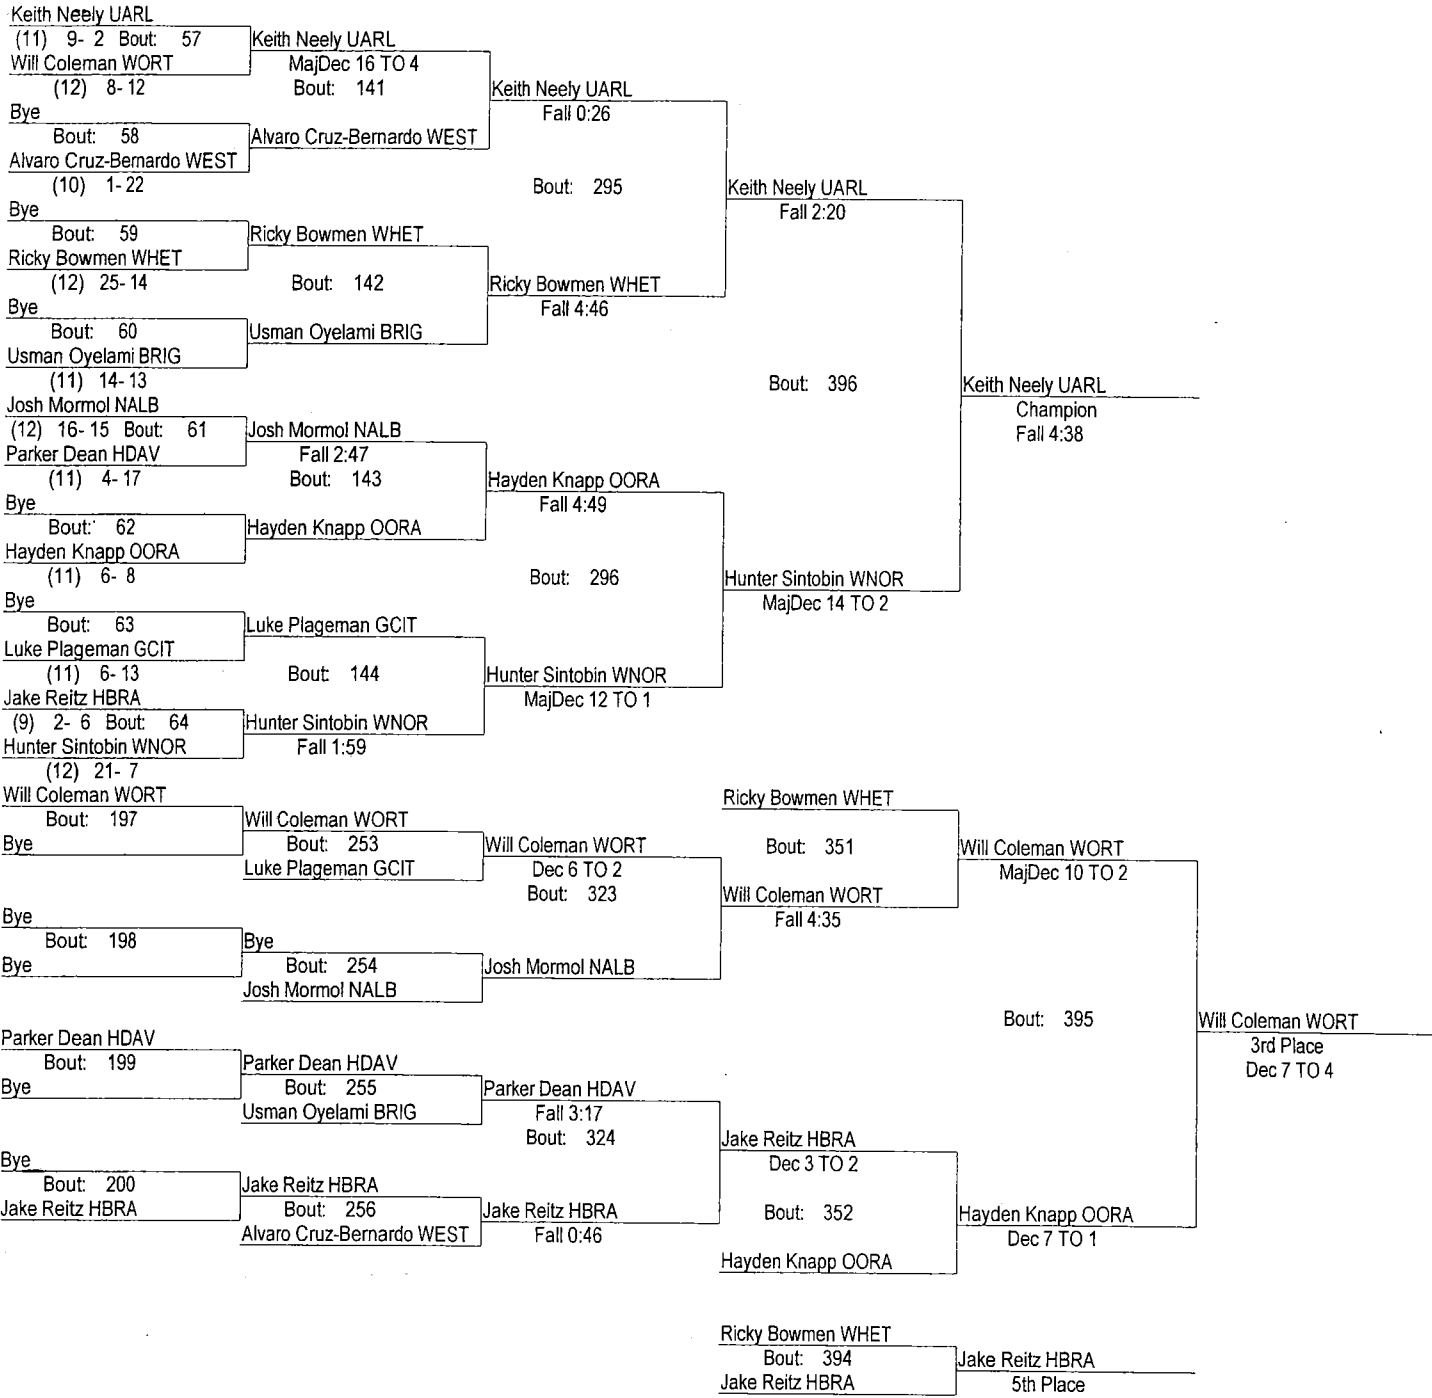 Keith Neely UARL
(11) 9- 2 Bout: 57
Will Coleman WORT
(12) 8- 12
Bye
Bout: 58
Alvaro Cruz-Bernardo WEST
(10) 1- 22
Bye
Bout: 59
Ricky Bowmen WHET
(12) 25- 14
Bye
Bout: 60
Usman Oyelami BRIG
(11) 14- 13
Josh Mormol NALB
(12) 16- 15 Bout: 61
Parker Dean HDAV
(11) 4- 17
Bye
Bout: 62
Hayden Knapp OORA
(11) 6- 8
Bye
Bout: 63
Luke Plageman GCIT
(11) 6- 13
Jake Reitz HBRA
(9) 2- 6 Bout: 64
Hunter Sintobin WNOR
(12) 21- 7
Keith Neely UARL
MajDec 16 TO 4
Bout: 141
Alvaro Cruz-Bernardo WEST
Ricky Bowmen WHET
Bout: 142
Usman Oyelami BRIG
Josh Mormol NALB
Fall 2:47
Bout: 143
Hayden Knapp OORA
Luke Plageman GCIT
Bout: 144
Hunter Sintobin WNOR
Fall 1:59
Keith Neely UARL
Fall 0:26
Bout: 295
Ricky Bowmen WHET
Fall 4:46
Hayden Knapp OORA
Fall 4:49
Bout: 296
Hunter Sintobin WNOR
MajDec 12 TO 1
Keith Neely UARL
Fall 2:20
Bout: 396
Hunter Sintobin WNOR
MajDec 14 TO 2
Keith Neely UARL
Champion
Fall 4:38
Will Coleman WORT
Bout: 197
Bye
Bye
Bout: 198
Bye
Parker Dean HDAV
Bout: 199
Bye
Bye
Bout: 200
Jake Reitz HBRA
Will Coleman WORT
Bout: 253
Luke Plageman GCIT
Bye
Bout: 254
Josh Mormol NALB
Parker Dean HDAV
Bout: 255
Usman Oyelami BRIG
Jake Reitz HBRA
Bout: 256
Alvaro Cruz-Bernardo WEST
Will Coleman WORT
Dec 6 TO 2
Bout: 323
Josh Mormol NALB
Parker Dean HDAV
Fall 3:17
Bout: 324
Jake Reitz HBRA
Fall 0:46
Ricky Bowmen WHET
Bout: 351
Will Coleman WORT
Fall 4:35
Jake Reitz HBRA
Dec 3 TO 2
Bout: 352
Hayden Knapp OORA
Will Coleman WORT
MajDec 10 TO 2
Bout: 395
Hayden Knapp OORA
Dec 7 TO 1
Will Coleman WORT
3rd Place
Dec 7 TO 4
Ricky Bowmen WHET
Bout: 394
Jake Reitz HBRA
Jake Reitz HBRA
5th Place